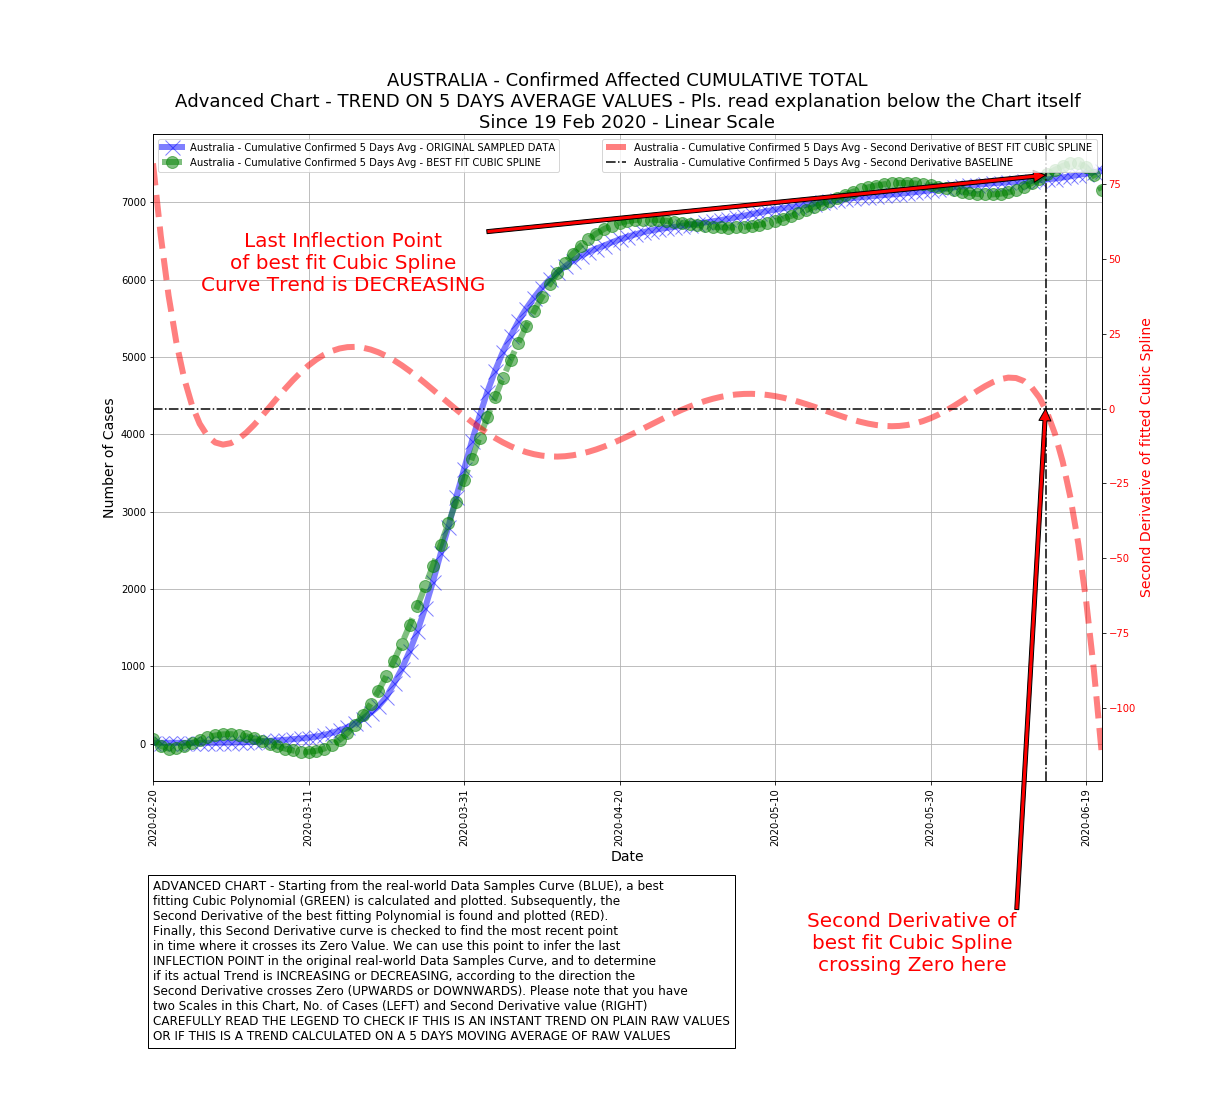 AUSTRALIA - Confirmed Affected CUMULATIVE TOTAL
Advanced Chart - TREND ON 5 DAYS AVERAGE VALUES - Pls. read explanation below the Chart itself
Since 19 Feb 2020 - Linear Scale
Australia - Cumulative Confirmed 5 Days Avg - ORIGINAL SAMPLED DATA
Australia - Cumulative Confirmed 5 Days Avg - BEST FIT CUBIC SPLINE
Australia - Cumulative Confirmed 5 Days Avg - Second Derivative of BEST FIT CUBIC SPLINE
Australia - Cumulative Confirmed 5 Days Avg - Second Derivative BASELINE
Last Inflection Point
of best fit Cubic Spline
Curve Trend is DECREASING
Number of Cases
7000
6000
5000
4000
3000
2000
1000
0
75
50
25
0
−25
−50
−75
−100
Second Derivative of fitted Cubic Spline
2020-02-20
2020-03-11
2020-03-31
2020-04-20
2020-05-10
2020-05-30
2020-06-19
Date
Second Derivative of
best fit Cubic Spline
crossing Zero here
ADVANCED CHART - Starting from the real-world Data Samples Curve (BLUE), a best
fitting Cubic Polynomial (GREEN) is calculated and plotted. Subsequently, the
Second Derivative of the best fitting Polynomial is found and plotted (RED).
Finally, this Second Derivative curve is checked to find the most recent point
in time where it crosses its Zero Value. We can use this point to infer the last
INFLECTION POINT in the original real-world Data Samples Curve, and to determine
if its actual Trend is INCREASING or DECREASING, according to the direction the
Second Derivative crosses Zero (UPWARDS or DOWNWARDS). Please note that you have
two Scales in this Chart, No. of Cases (LEFT) and Second Derivative value (RIGHT)
CAREFULLY READ THE LEGEND TO CHECK IF THIS IS AN INSTANT TREND ON PLAIN RAW VALUES
OR IF THIS IS A TREND CALCULATED ON A 5 DAYS MOVING AVERAGE OF RAW VALUES